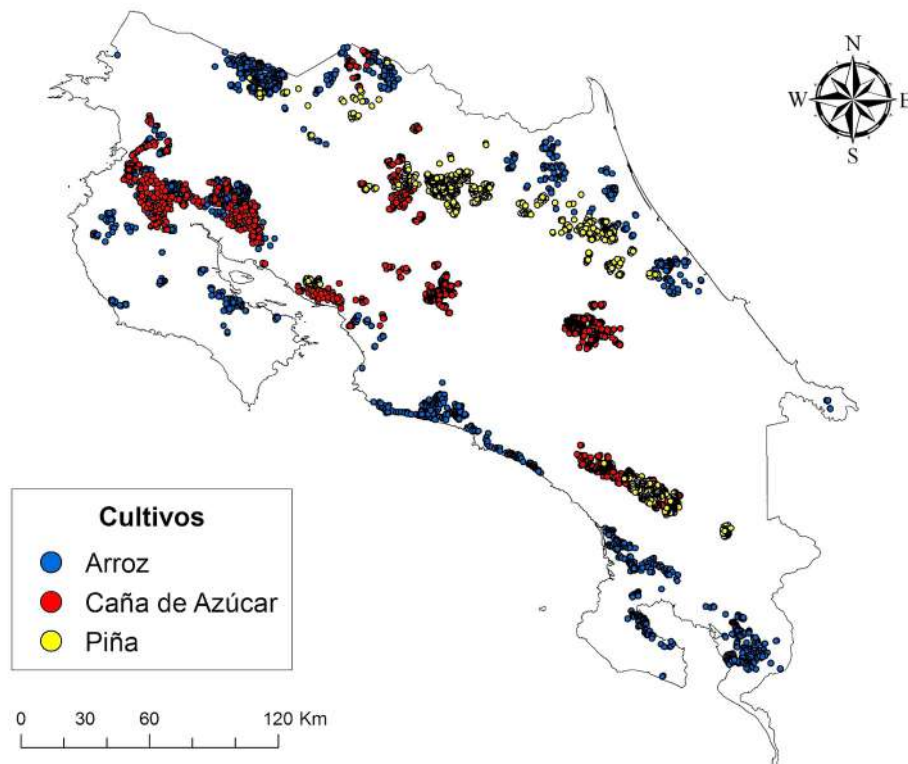 N
W E
S
Cultivos
Arroz
Caña de Azúcar
Piña
0 30 60 120 Km